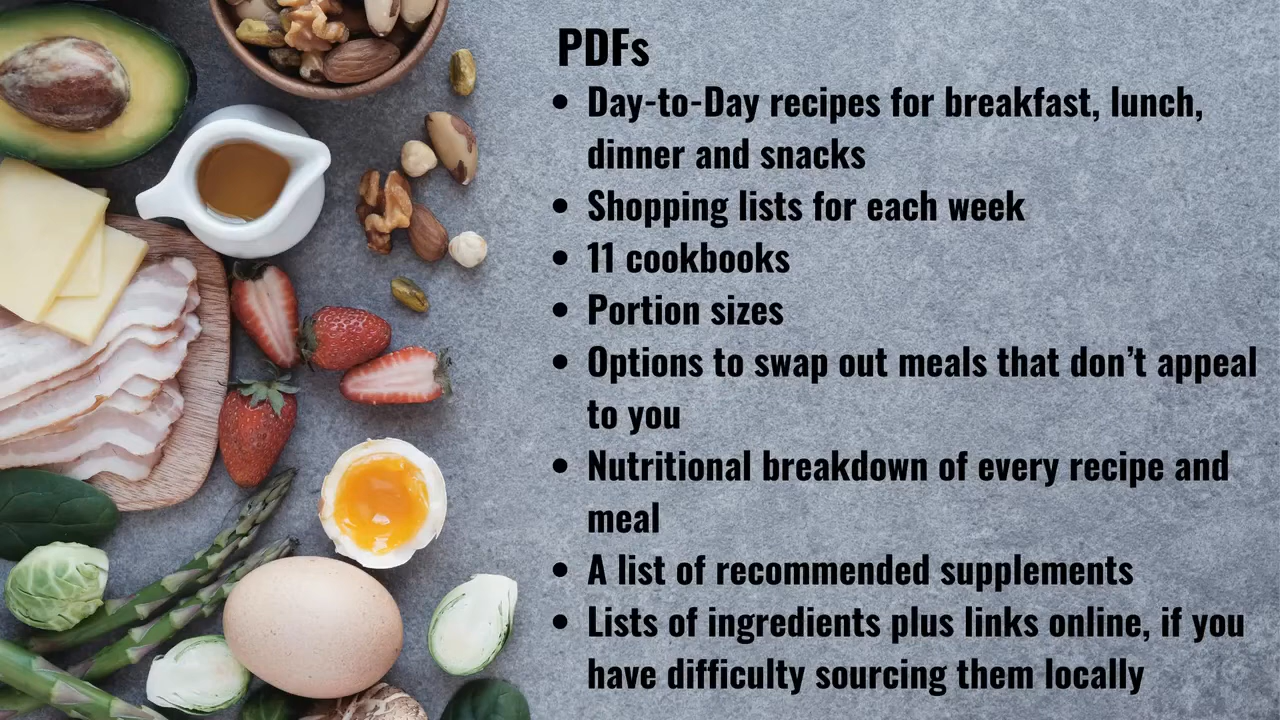 PDFs
• Day-to-Day recipes for breakfast, lunch,
dinner and snacks
• Shopping lists for each week
• 11 cookbooks
• Portion sizes
• Options to swap out meals that don’t appeal
to you
• Nutritional breakdown of every recipe and
meal
• A list of recommended supplements
• Lists of ingredients plus links online, if you
have difficulty sourcing them locally